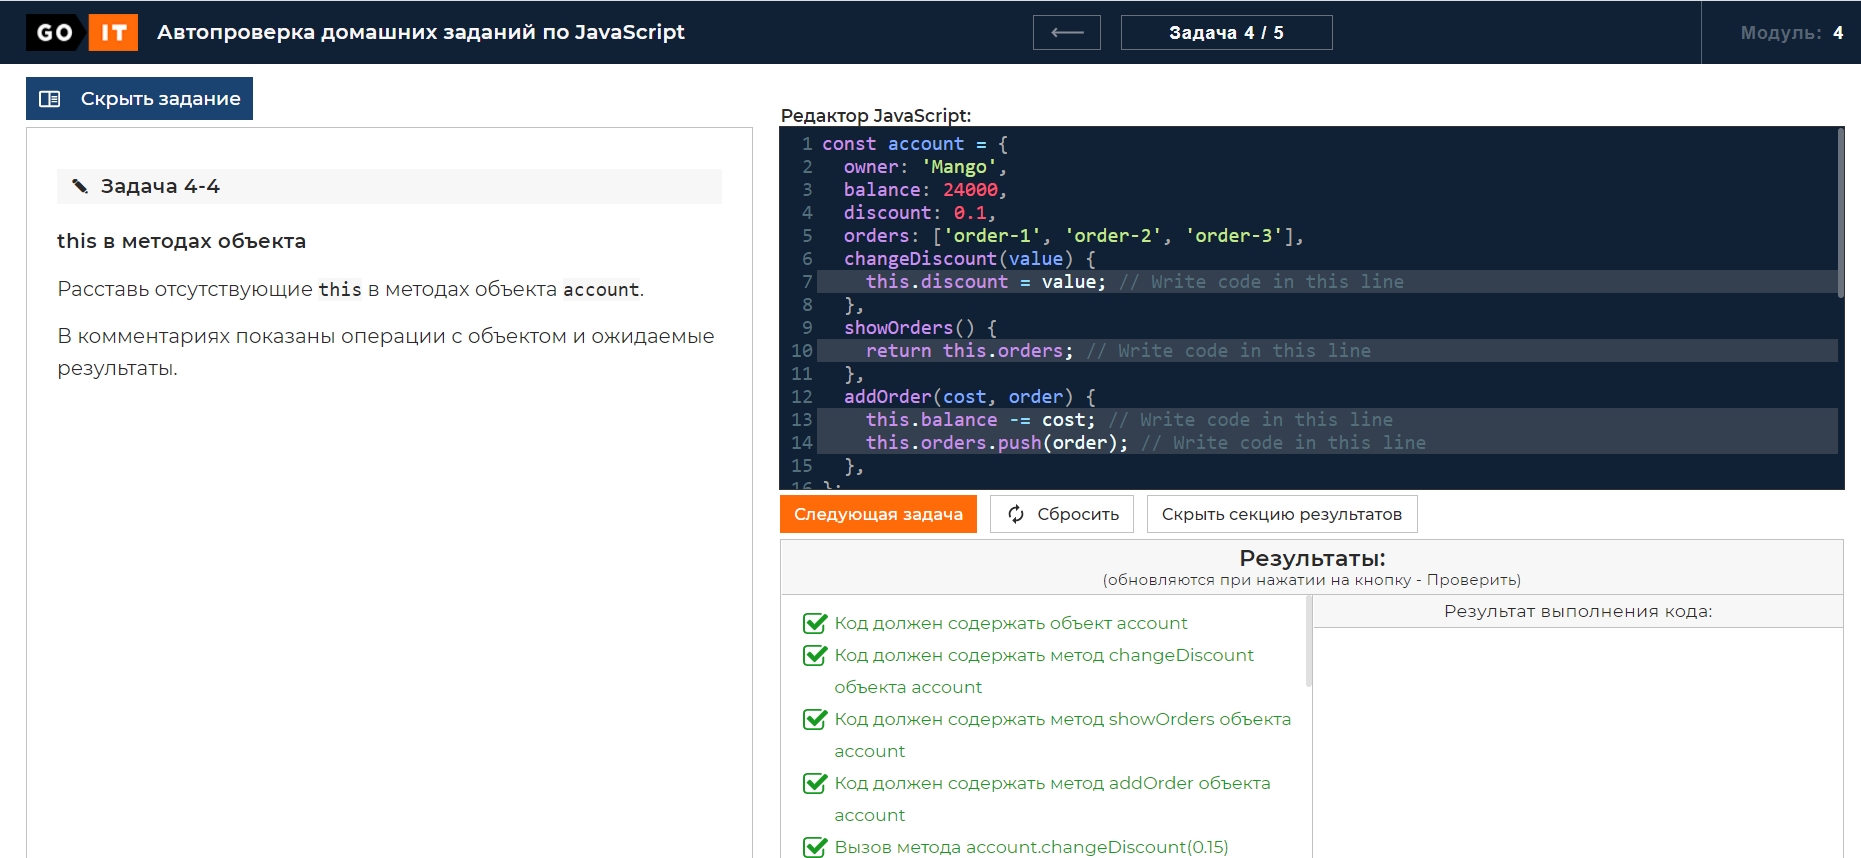 GO IT Автопроверка домашних заданий по JavaScript
Задача 4 / 5
Модуль: 4
Скрыть задание
Задача 4-4
this в методах объекта
Расставь отсутствующие this в методах объекта account.
В комментариях показаны операции с объектом и ожидаемые
результаты.
Редактор JavaScript:
1 const account = {
2 owner: 'Mango',
3 balance: 24000,
4 discount: 0.1,
5 orders: ['order-1', 'order-2', 'order-3'],
6 changeDiscount(value) {
7 this.discount = value; // Write code in this line
8 },
9 showOrders() {
10 return this.orders; // Write code in this line
11 },
12 addOrder(cost, order) {
13 this.balance -= cost; // Write code in this line
14 this.orders.push(order); // Write code in this line
15 },
16 };
Следующая задача
Сбросить
Скрыть секцию результатов
Результаты:
(обновляются при нажатии на кнопку - Проверить)
Код должен содержать объект account
Код должен содержать метод changeDiscount
объекта account
Код должен содержать метод showOrders объекта
account
Код должен содержать метод addOrder объекта
account
Вызов метода account.changeDiscount(0.15)
Результат выполнения кода: